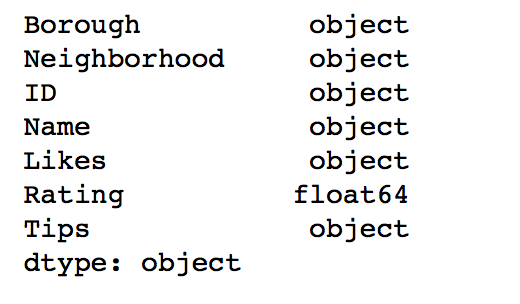 Borough object
Neighborhood object
ID object
Name object
Likes object
Rating float64
Tips object
dtype: object